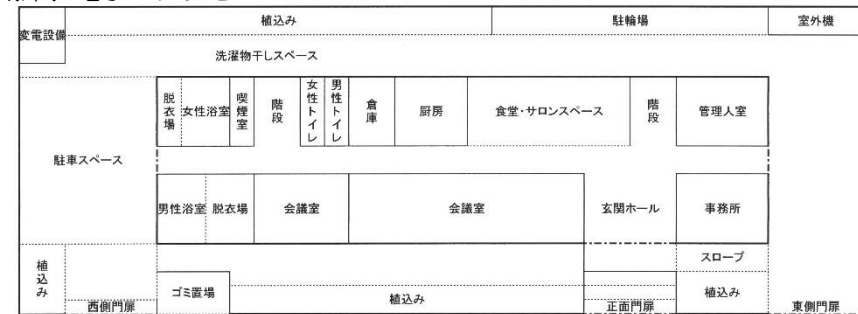 植込み
駐輪場
室外機
変電設備
洗濯物干しスペース
脱衣場
女性浴室
喫煙室
階段
女性トイレ
男性トイレ
倉庫
厨房
食堂・サロンスペース
階段
管理人室
駐車スペース
男性浴室
脱衣場
会議室
会議室
玄関ホール
事務所
スロープ
植込み
西側門扉
ゴミ置場
植込み
正面門扉
植込み
東側門扉